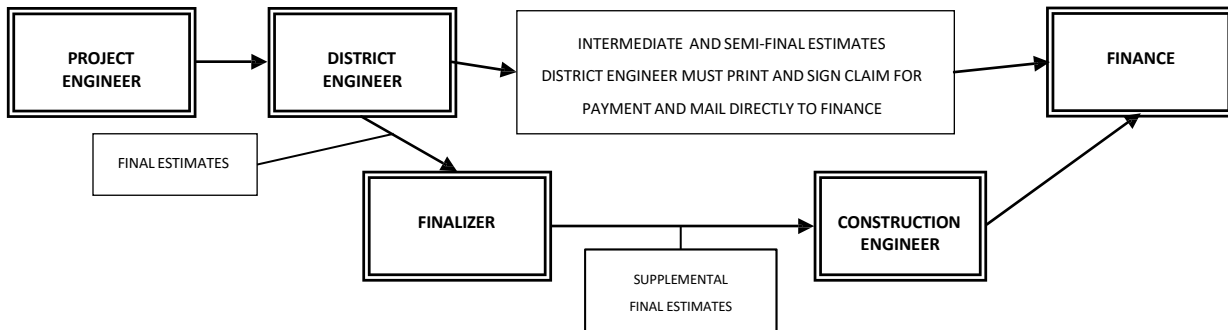 PROJECT
ENGINEER
DISTRICT
ENGINEER
INTERMEDIATE AND SEMI-FINAL ESTIMATES
DISTRICT ENGINEER MUST PRINT AND SIGN CLAIM FOR
PAYMENT AND MAIL DIRECTLY TO FINANCE
FINANCE
FINAL ESTIMATES
FINALIZER
CONSTRUCTION
ENGINEER
SUPPLEMENTAL
FINAL ESTIMATES